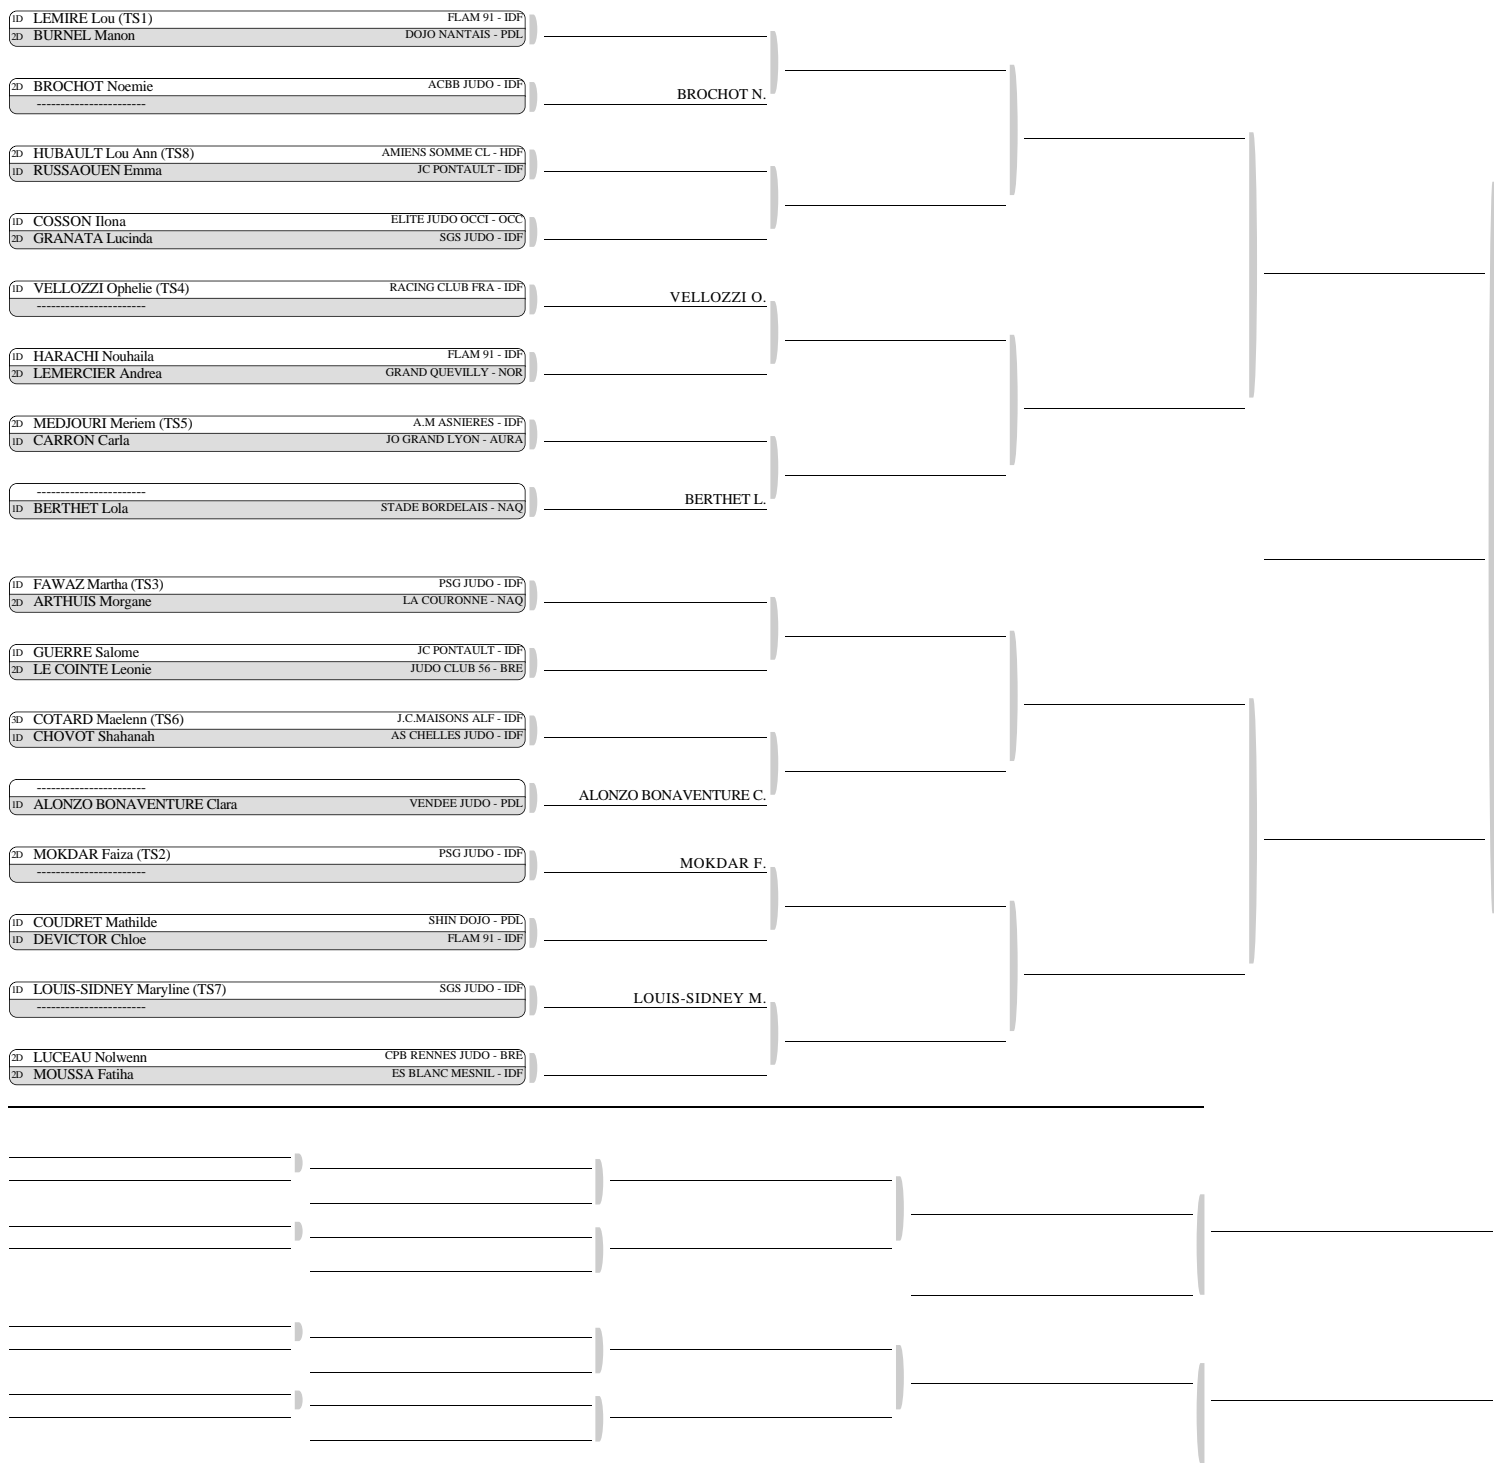 1D LEMIRE Lou (TS1) FLAM 91 - IDF
2D BURNEL Manon DOJO NANTAIS - PDL
2D BROCHOT Noemie ACBB JUDO - IDF
BROCHOT N.
-----------------------
2D HUBAULT Lou Ann (TS8) AMIENS SOMME CL - HDF
1D RUSSAOUEN Emma JC PONTAULT - IDF
1D COSSON Ilona ELITE JUDO OCCI - OCC
2D GRANATA Lucinda SGS JUDO - IDF
1D VELLOZZI Ophelie (TS4) RACING CLUB FRA - IDF
VELLOZZI O.
-----------------------
1D HARACHI Nouhaila FLAM 91 - IDF
2D LEMERCIER Andrea GRAND QUEVILLY - NOR
2D MEDJOURI Meriem (TS5) A.M ASNIERES - IDF
1D CARRON Carla JO GRAND LYON - AURA
-----------------------
BERTHET L.
1D BERTHET Lola STADE BORDELAIS - NAQ
1D FAWAZ Martha (TS3) PSG JUDO - IDF
2D ARTHUIS Morgane LA COURONNE - NAQ
1D GUERRE Salome JC PONTAULT - IDF
2D LE COINTE Leonie JUDO CLUB 56 - BRE
3D COTARD Maelenn (TS6) J.C.MAISONS ALF - IDF
1D CHOVOT Shahanah AS CHELLES JUDO - IDF
-----------------------
ALONZO BONAVENTURE C.
1D ALONZO BONAVENTURE Clara VENDEE JUDO - PDL
2D MOKDAR Faiza (TS2) PSG JUDO - IDF
MOKDAR F.
-----------------------
1D COUDRET Mathilde SHIN DOJO - PDL
1D DEVICTOR Chloe FLAM 91 - IDF
1D LOUIS-SIDNEY Maryline (TS7) SGS JUDO - IDF
LOUIS-SIDNEY M.
-----------------------
2D LUCEAU Nolwenn CPB RENNES JUDO - BRE
2D MOUSSA Fatiha ES BLANC MESNIL - IDF